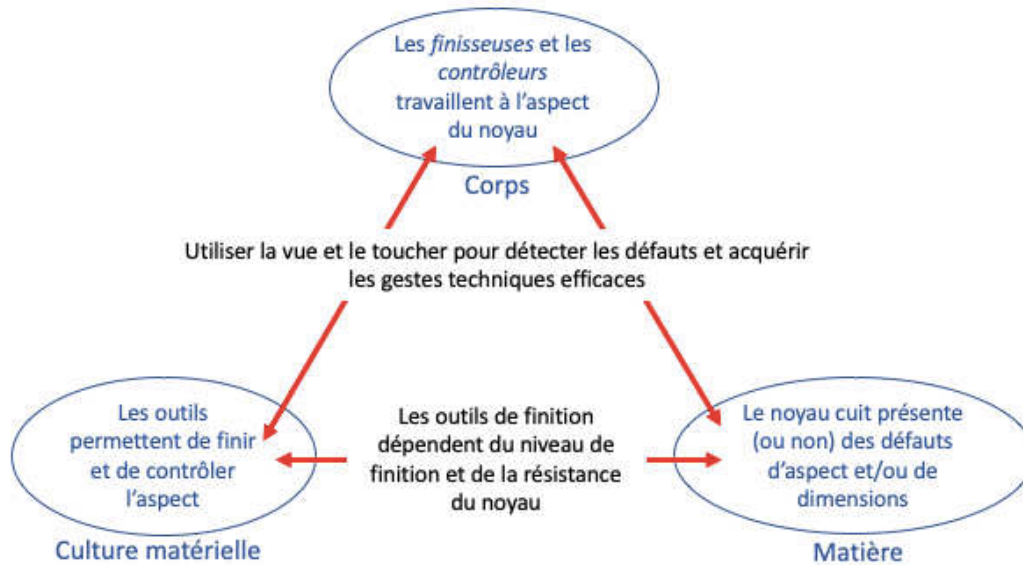 Les finisseuses et les
contrôleurs
travaillent à l'aspect
du noyau
Corps
Utiliser la vue et le toucher pour détecter les défauts et acquérir
les gestes techniques efficaces
Les outils
permettent de finir
et de contrôler
l'aspect
Culture matérielle
Les outils de finition
dépendent du niveau de
finition et de la résistance
du noyau
Le noyau cuit présente
(ou non) des défauts
d'aspect et/ou de
dimensions
Matière